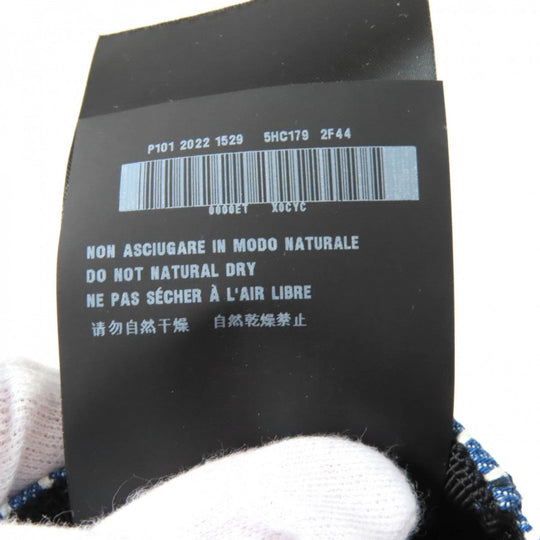 P101 2022 1529 5HC179 2F44
0000ET X0CYC
NON ASCIUGARE IN MODO NATURALE
DO NOT NATURAL DRY
NE PAS SÉCHER À L'AIR LIBRE
请勿自然干燥 自然乾燥禁止